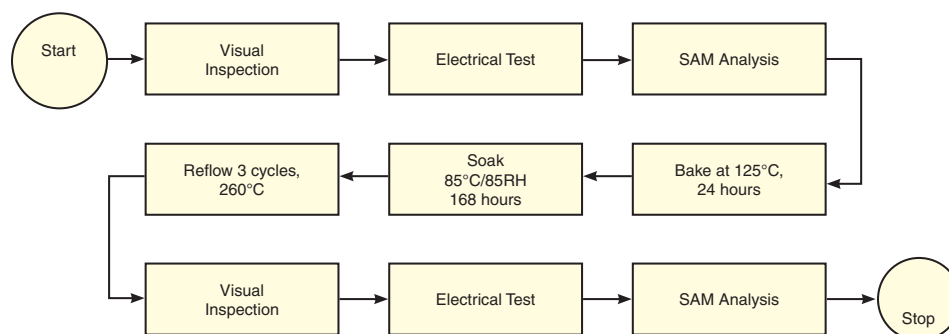 Start
Visual
Inspection
Electrical Test
SAM Analysis
Bake at 125°C,
24 hours
Soak
85°C/85RH
168 hours
Reflow 3 cycles,
260°C
Visual
Inspection
Electrical Test
SAM Analysis
Stop